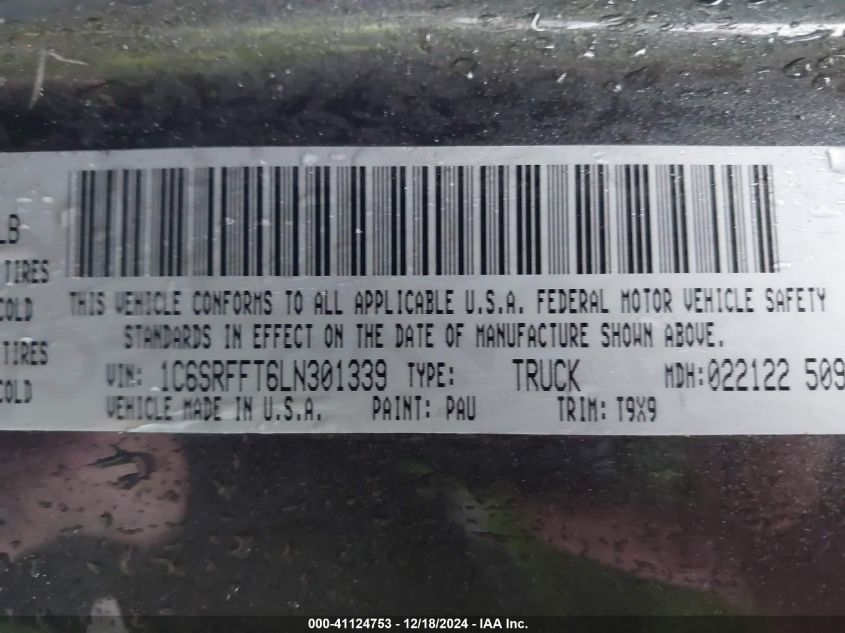 LB
TIRES
COLD
THIS VEHICLE CONFORMS TO ALL APPLICABLE U.S.A. FEDERAL MOTOR VEHICLE SAFETY
STANDARDS IN EFFECT ON THE DATE OF MANUFACTURE SHOWN ABOVE.
TIRES
COLD
VIN: 1C6SRFFT6LN301339 TYPE: TRUCK MDH:022122 509
VEHICLE MADE IN U.S.A. PAINT: PAU TRIM: T9X9
000-41124753 - 12/18/2024 - IAA Inc.